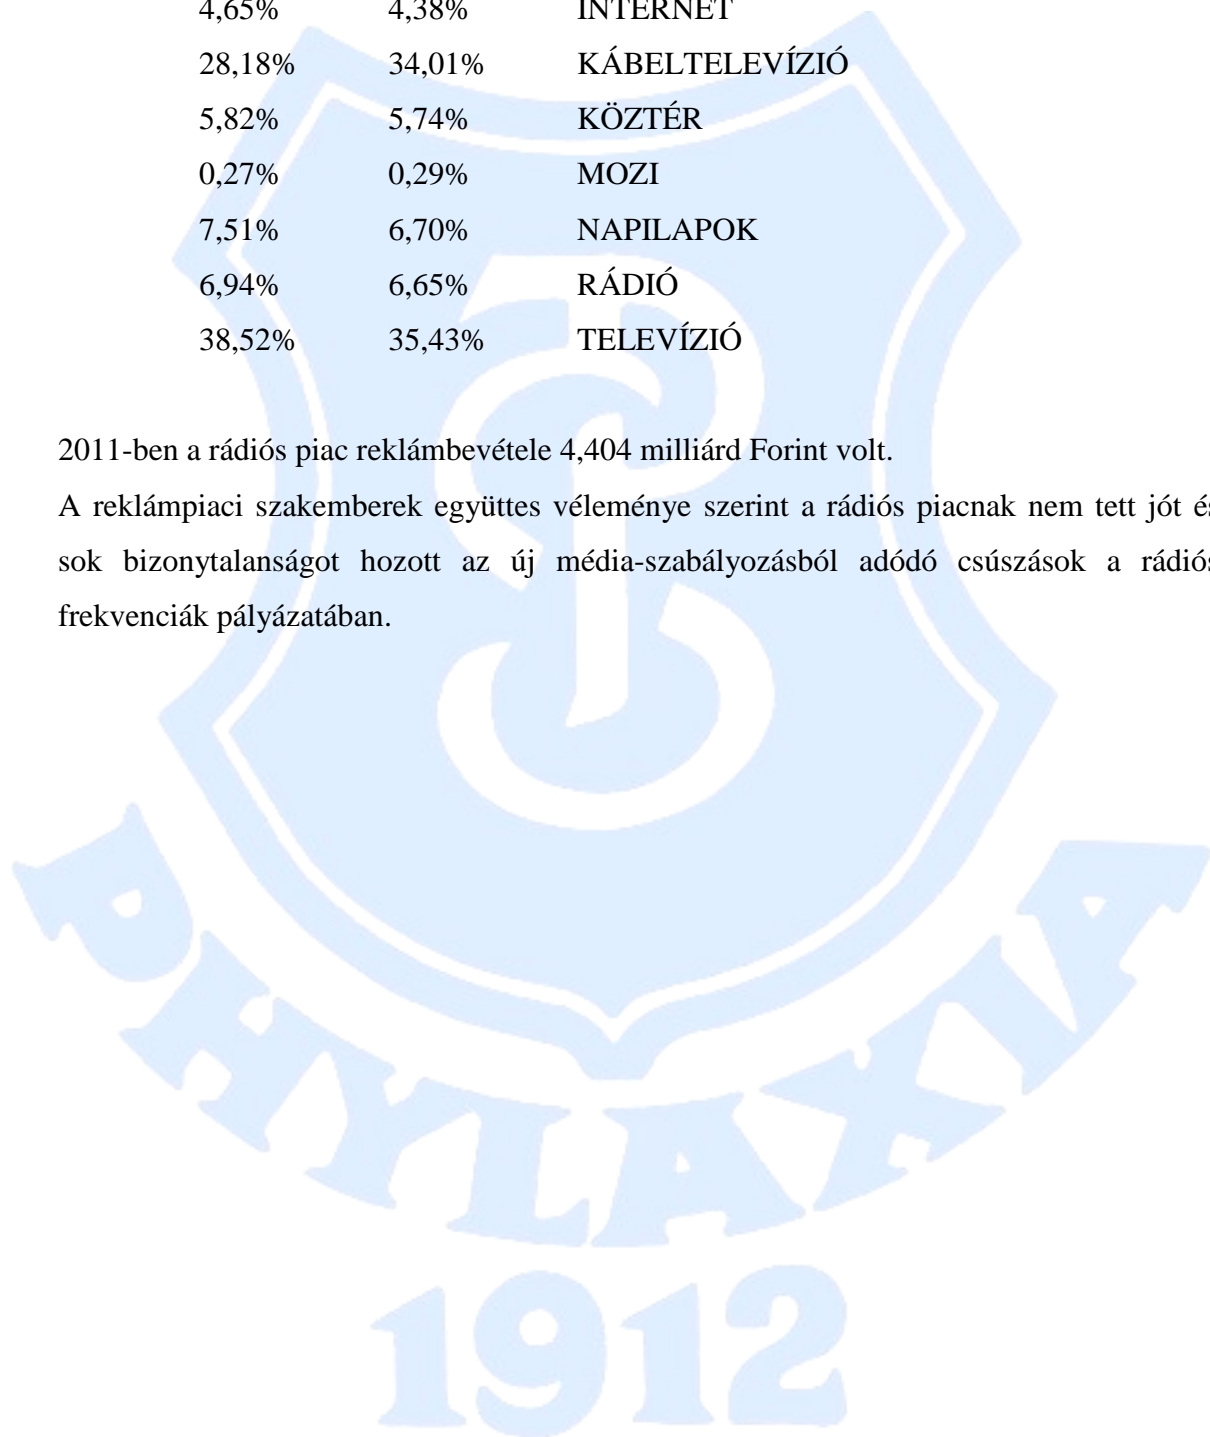 4,65% 4,38% INTERNET
28,18% 34,01% KÁBELTELEVÍZIÓ
5,82% 5,74% KÖZTÉR
0,27% 0,29% MOZI
7,51% 6,70% NAPILAPOK
6,94% 6,65% RÁDIÓ
38,52% 35,43% TELEVÍZIÓ
2011-ben a rádiós piac reklámbevétele 4,404 milliárd Forint volt.
A reklámpiaci szakemberek együttes véleménye szerint a rádiós piacnak nem tett jót és
sok bizonytalanságot hozott az új média-szabályozásból adódó csúszások a rádiós
frekvenciák pályázatában.
PHYLAXIA
1912